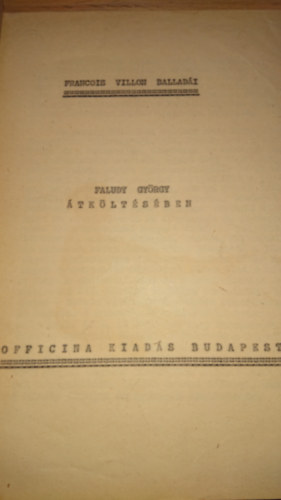 FRANCOIS VILLON BALLADÁI
FALUDY GYÖRGY
ÁTKÖLTÉSÉBEN
OFFICINA KIADÁS BUDAPEST